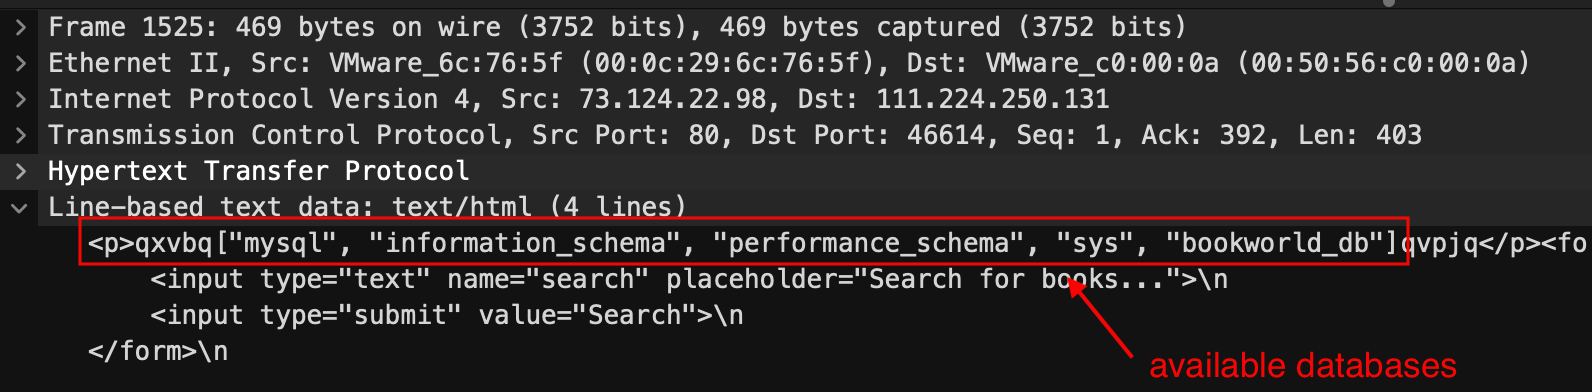 Frame 1525: 469 bytes on wire (3752 bits), 469 bytes captured (3752 bits)
Ethernet II, Src: VMware_6c:76:5f (00:0c:29:6c:76:5f), Dst: VMware_c0:00:0a (00:50:56:c0:00:0a)
Internet Protocol Version 4, Src: 73.124.22.98, Dst: 111.224.250.131
Transmission Control Protocol, Src Port: 80, Dst Port: 46614, Seq: 1, Ack: 392, Len: 403
Hypertext Transfer Protocol
Line-based text data: text/html (4 lines)
<p>qxvbq["mysql", "information_schema", "performance_schema", "sys", "bookworld_db"]qvpjq</p><fo
<input type="text" name="search" placeholder="Search for books...">\n
<input type="submit" value="Search">\n
</form>\n
available databases